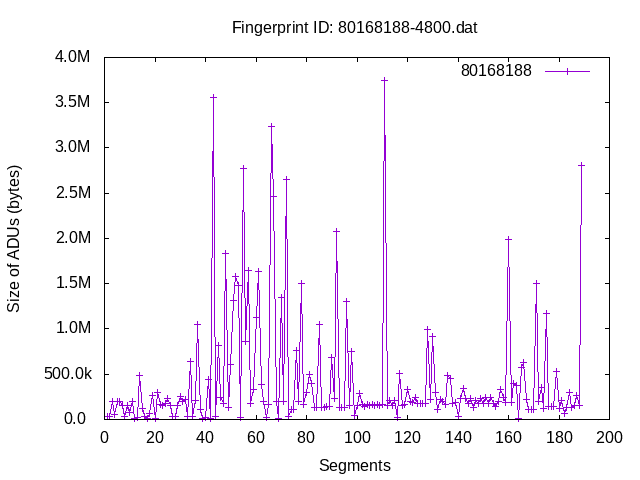 Fingerprint ID: 80168188-4800.dat
4.0M
80168188
3.5M
3.0M
2.5M
2.0M
1.5M
1.0M
500.0k
0.0
Size of ADUs (bytes)
0 20 40 60 80 100 120 140 160 180 200
Segments